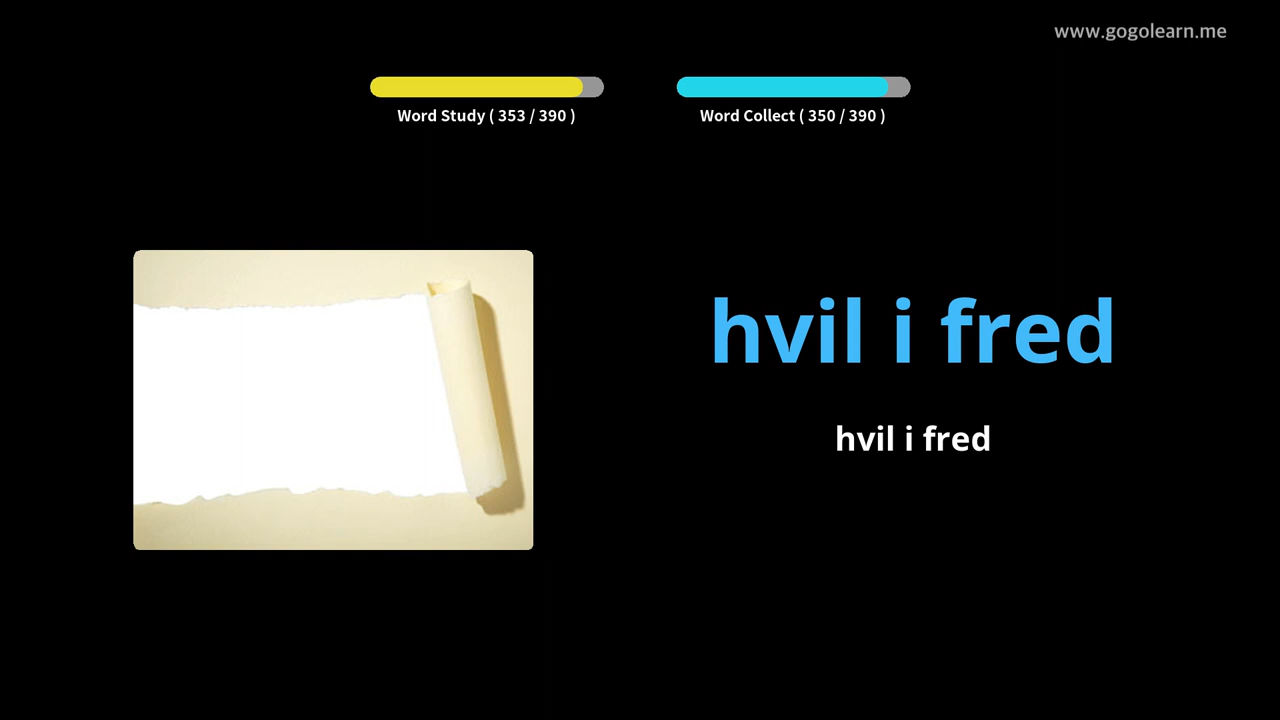 www.gogolearn.me
Word Study ( 353 / 390 )
Word Collect ( 350 / 390 )
hvil i fred
hvil i fred